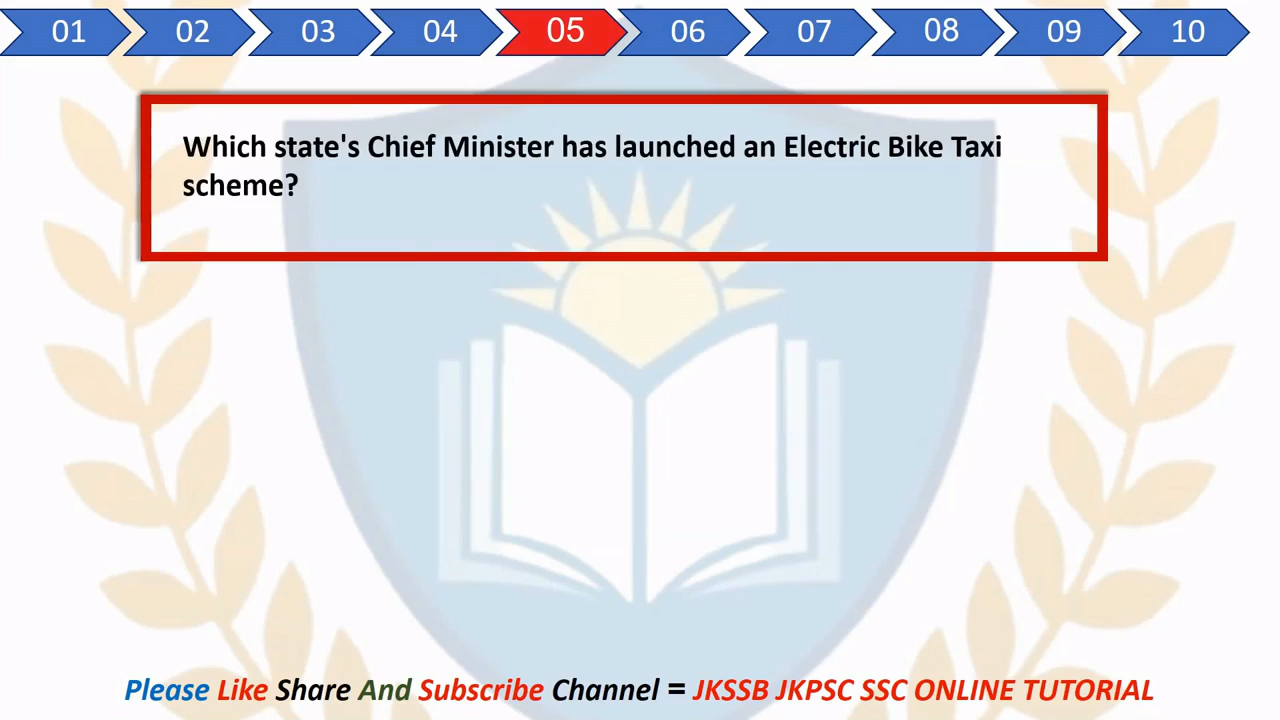 01 02 03 04 05 06 07 08 09 10
Which state's Chief Minister has launched an Electric Bike Taxi
scheme?
Please Like Share And Subscribe Channel = JKSSB JKPSC SSC ONLINE TUTORIAL